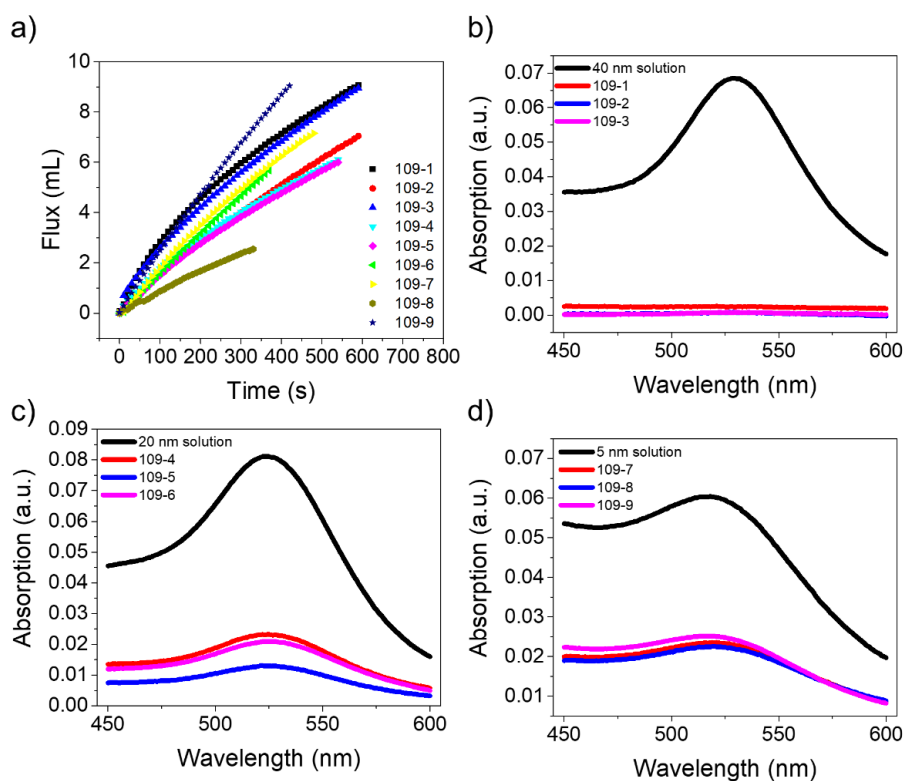 a)
10
8
6
4
2
0
Flux (mL)
0 100 200 300 400 500 600 700 800
Time (s)
109-1
109-2
109-3
109-4
109-5
109-6
109-7
109-8
109-9
b)
0.07
0.06
0.05
0.04
0.03
0.02
0.01
0.00
Absorption (a.u.)
40 nm solution
109-1
109-2
109-3
450 500 550 600
Wavelength (nm)
c)
0.09
0.08
0.07
0.06
0.05
0.04
0.03
0.02
0.01
0.00
Absorption (a.u.)
20 nm solution
109-4
109-5
109-6
450 500 550 600
Wavelength (nm)
d)
0.07
0.06
0.05
0.04
0.03
0.02
0.01
Absorption (a.u.)
5 nm solution
109-7
109-8
109-9
450 500 550 600
Wavelength (nm)